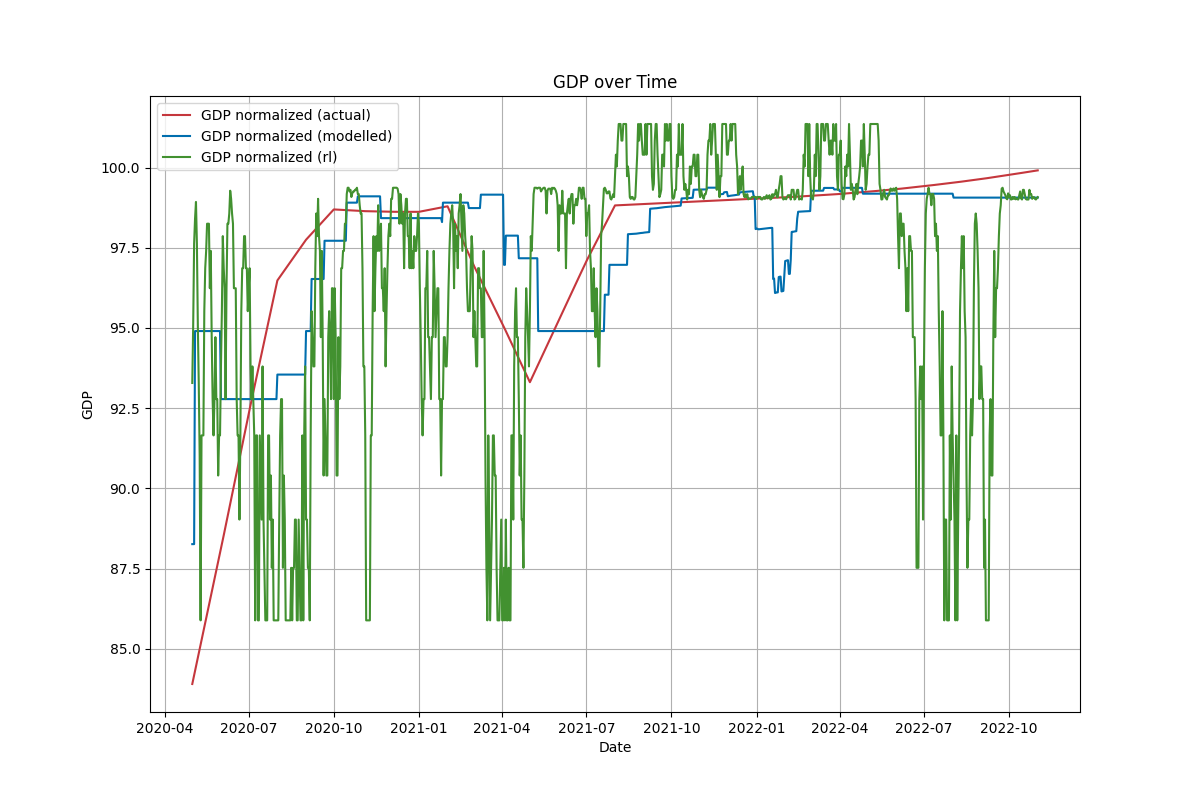 GDP over Time
GDP normalized (actual)
GDP normalized (modelled)
GDP normalized (rl)
100.0
97.5
95.0
92.5
90.0
87.5
85.0
GDP
2020-04 2020-07 2020-10 2021-01 2021-04 2021-07 2021-10 2022-01 2022-04 2022-07 2022-10
Date